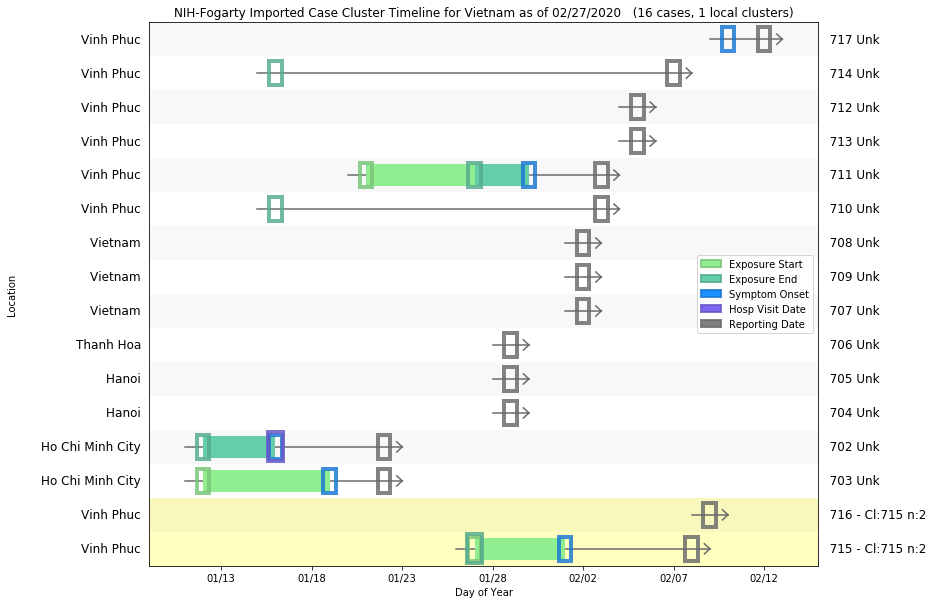 NIH-Fogarty Imported Case Cluster Timeline for Vietnam as of 02/27/2020 (16 cases, 1 local clusters)
Vinh Phuc 717 Unk
Vinh Phuc 714 Unk
Vinh Phuc 712 Unk
Vinh Phuc 713 Unk
Vinh Phuc 711 Unk
Vinh Phuc 710 Unk
Vietnam 708 Unk
Vietnam 709 Unk
Vietnam 707 Unk
Thanh Hoa 706 Unk
Hanoi 705 Unk
Hanoi 704 Unk
Ho Chi Minh City 702 Unk
Ho Chi Minh City 703 Unk
Vinh Phuc 716 - Cl:715 n:2
Vinh Phuc 715 - Cl:715 n:2
Exposure Start
Exposure End
Symptom Onset
Hosp Visit Date
Reporting Date
Location
01/13 01/18 01/23 01/28 02/02 02/07 02/12
Day of Year